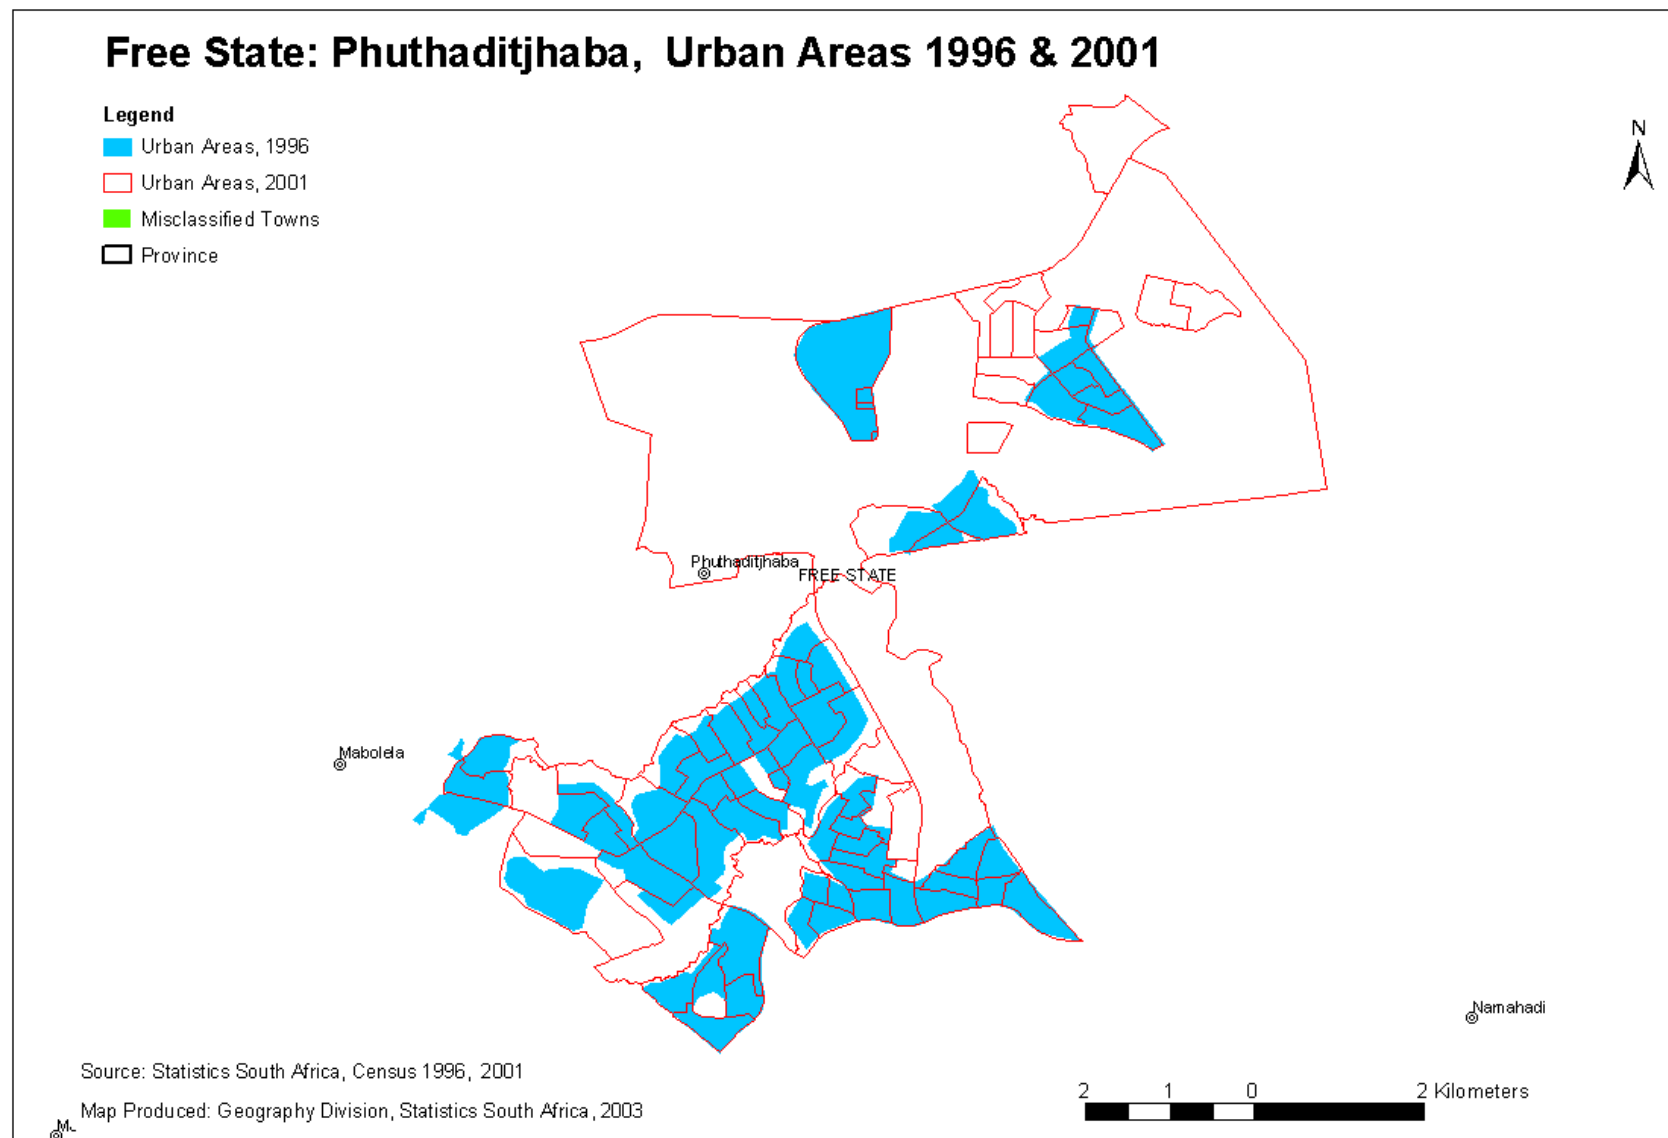 Free State: Phuthaditjhaba, Urban Areas 1996 & 2001
Legend
Urban Areas, 1996
Urban Areas, 2001
Misclassified Towns
Province
N
Phuthaditjhaba
FREE STATE
Mabolela
Namahadi
Source: Statistics South Africa, Census 1996, 2001
2 1 0 2 Kilometers
Map Produced: Geography Division, Statistics South Africa, 2003